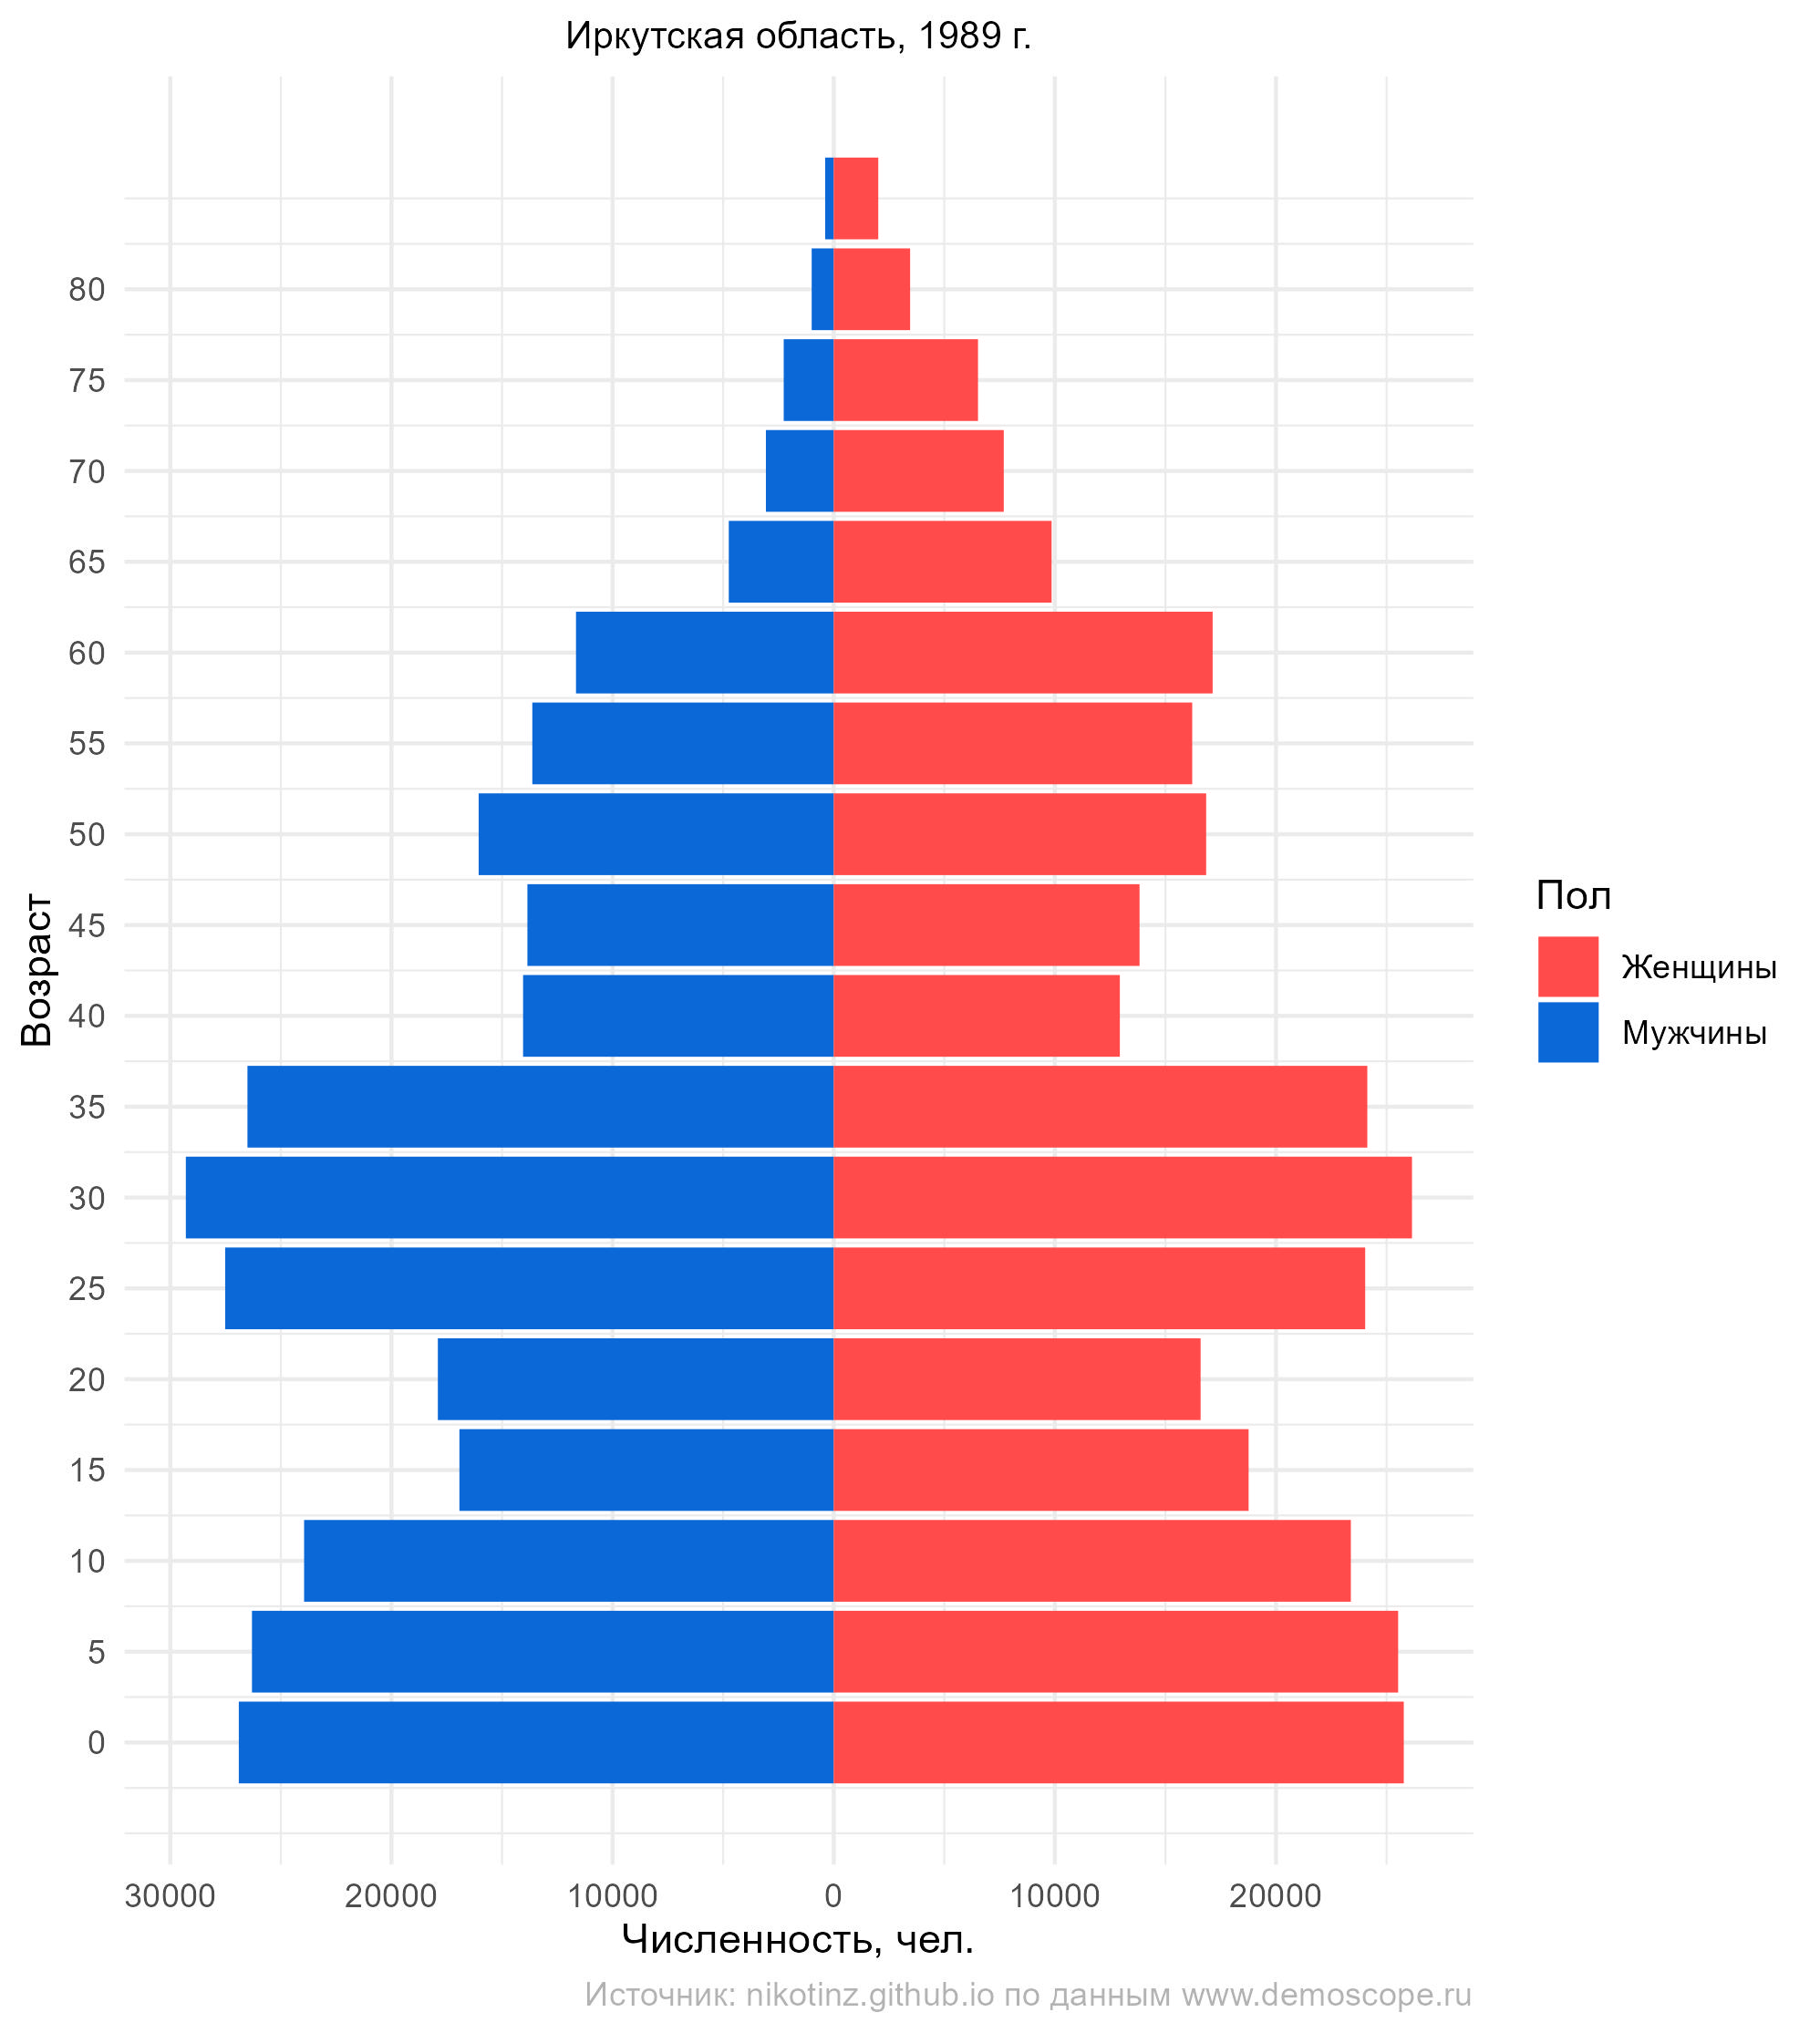 Иркутская область, 1989 г.
80
75
70
65
60
55
50
45
40
35
30
25
20
15
10
5
0
Возраст
30000 20000 10000 0 10000 20000
Численность, чел.
Пол
Женщины
Мужчины
Источник: nikotinz.github.io по данным www.demoscope.ru